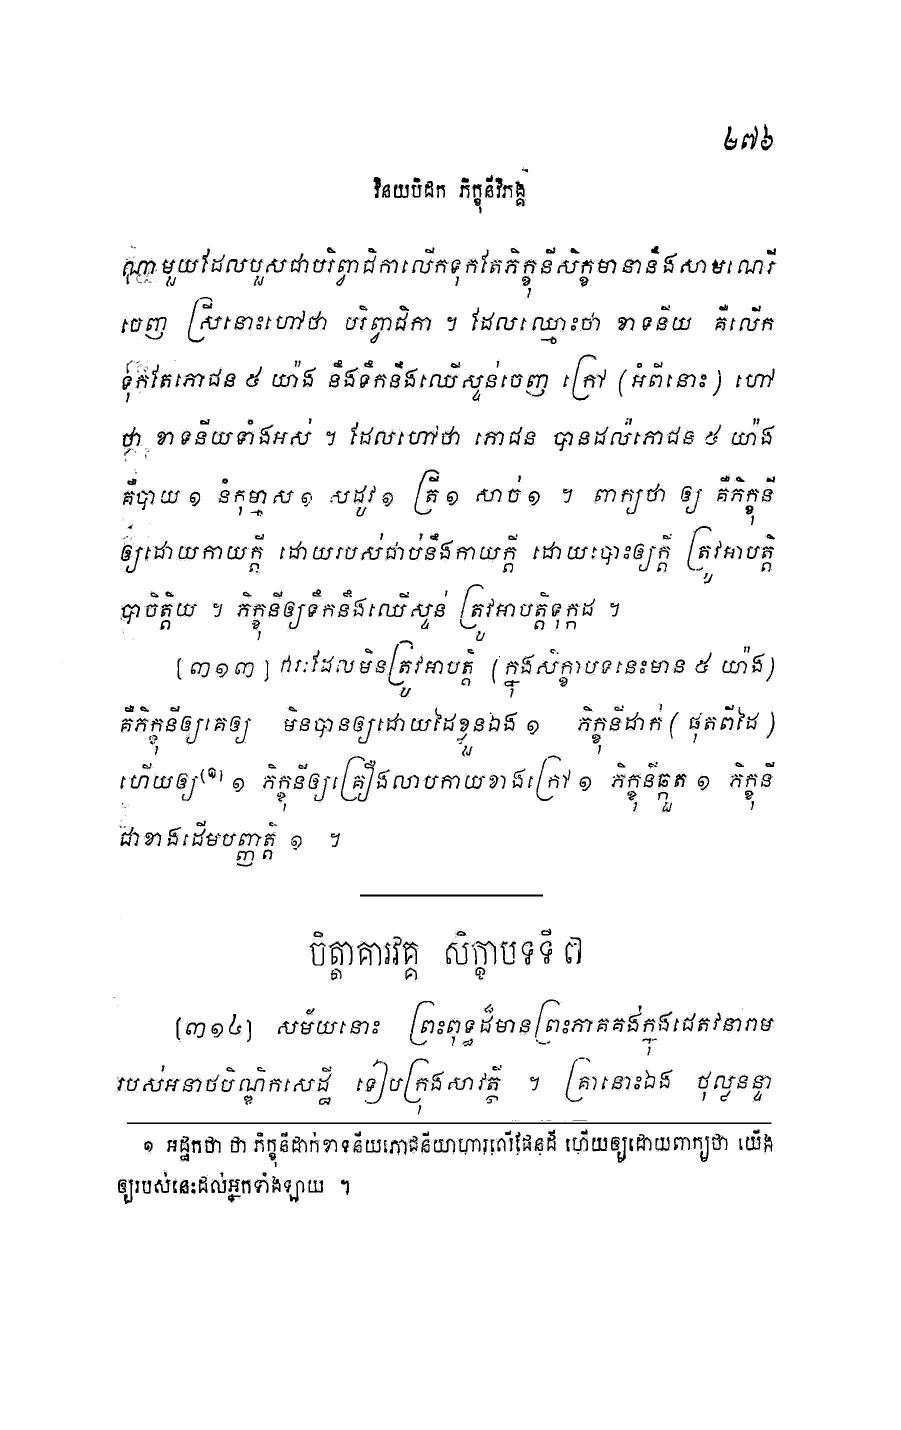 ២៧៦
វិនយបិដក ភិក្ខុនីវិភង្គ
ណាមួយដែលបួសជាបរិព្វាជិកាលើកទុកតែភិក្ខុនីសិក្ខមានានឹងសាមណេរី
ចេញ ស្រីនោះហៅថា បរិព្វាជិកា ។ ដែលឈ្មោះថា ខាទនីយ គឺលើក
ទុកតែភោជន ៥ យ៉ាង នឹងទឹកនឹងឈើស្ទន់ចេញ ក្រៅ (អំពីនោះ) ហៅ
ថា ខាទនីយទាំងអស់ ។ ដែលហៅថា ភោជន បានដល់ភោជន ៥ យ៉ាង
គឺបាយ ១ នំកុម្មាស ១ សដូវ ១ ត្រី ១ សាច់ ១ ។ ពាក្យថា ឲ្យ គឺភិក្ខុនី
ឲ្យដោយកាយក្តី ដោយរបស់ជាប់នឹងកាយក្តី ដោយបោះឲ្យក្តី ត្រូវអាបត្តិ
បាចិត្តិយ ។ ភិក្ខុនីឲ្យទឹកនឹងឈើស្ទន់ ត្រូវអាបត្តិទុក្កដ ។
[៣១៣] ឥរះដែលមិនត្រូវអាបត្តិ (ក្នុងសិក្ខាបទនេះមាន ៥ យ៉ាង)
គឺភិក្ខុនីឲ្យគេឲ្យ មិនបានឲ្យដោយដៃខ្លួនឯង ១ ភិក្ខុនីដាក់ (ផុតពីដៃ)
ហើយឲ្យ(១) ១ ភិក្ខុនីឲ្យគ្រឿងលាបកាយខាងក្រៅ ១ ភិក្ខុនីឆ្កួត ១ ភិក្ខុនី
ជាខាងដើមបញ្ញត្តិ ១ ។
ចិត្តាគារវគ្គ សិក្ខាបទទី ៧
[៣១៤] សម័យនោះ ព្រះពុទ្ធដ៏មានព្រះភាគគង់ក្នុងជេតវនារាម
របស់អនាថបិណ្ឌិកសេដ្ឋី ទៀបក្រុងសាវត្ថី ។ គ្រានោះឯង ថុល្លនន្ទា
១ អដ្ឋកថា ថា ភិក្ខុនីដាក់ខាទនីយភោជនីយាហារលើផែនដី ហើយឲ្យដោយពាក្យថា យើង
ឲ្យរបស់នេះដល់អ្នកទាំងឡាយ ។